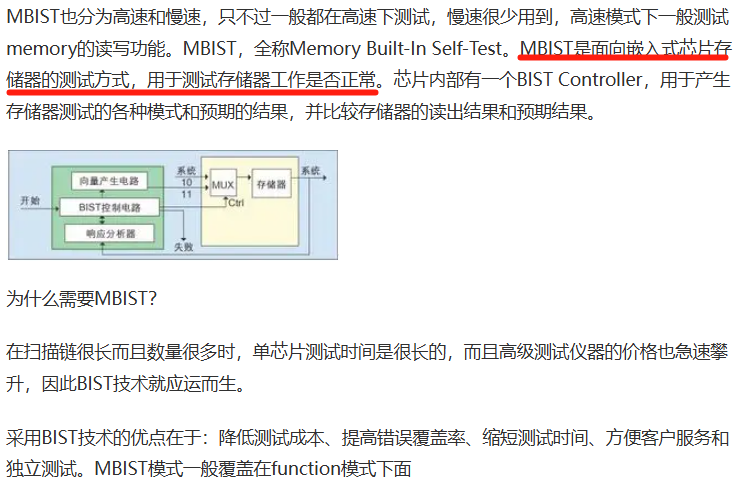 MBIST也分为高速和慢速，只不过一般都在高速下测试，慢速很少用到，高速模式下一般测试
memory的读写功能。MBIST，全称Memory Built-In Self-Test。MBIST是面向嵌入式芯片存
储器的测试方式，用于测试存储器工作是否正常。芯片内部有一个BIST Controller，用于产生
存储器测试的各种模式和预期的结果，并比较存储器的读出结果和预期结果。
向量产生电路
系统
10
11
MUX
存储器
系统
开始
BIST控制电路
Ctrl
响应分析器
失败
为什么需要MBIST？
在扫描链很长而且数量很多时，单芯片测试时间是很长的，而且高级测试仪器的价格也急速攀
升，因此BIST技术就应运而生。
采用BIST技术的优点在于：降低测试成本、提高错误覆盖率、缩短测试时间、方便客户服务和
独立测试。MBIST模式一般覆盖在function模式下面